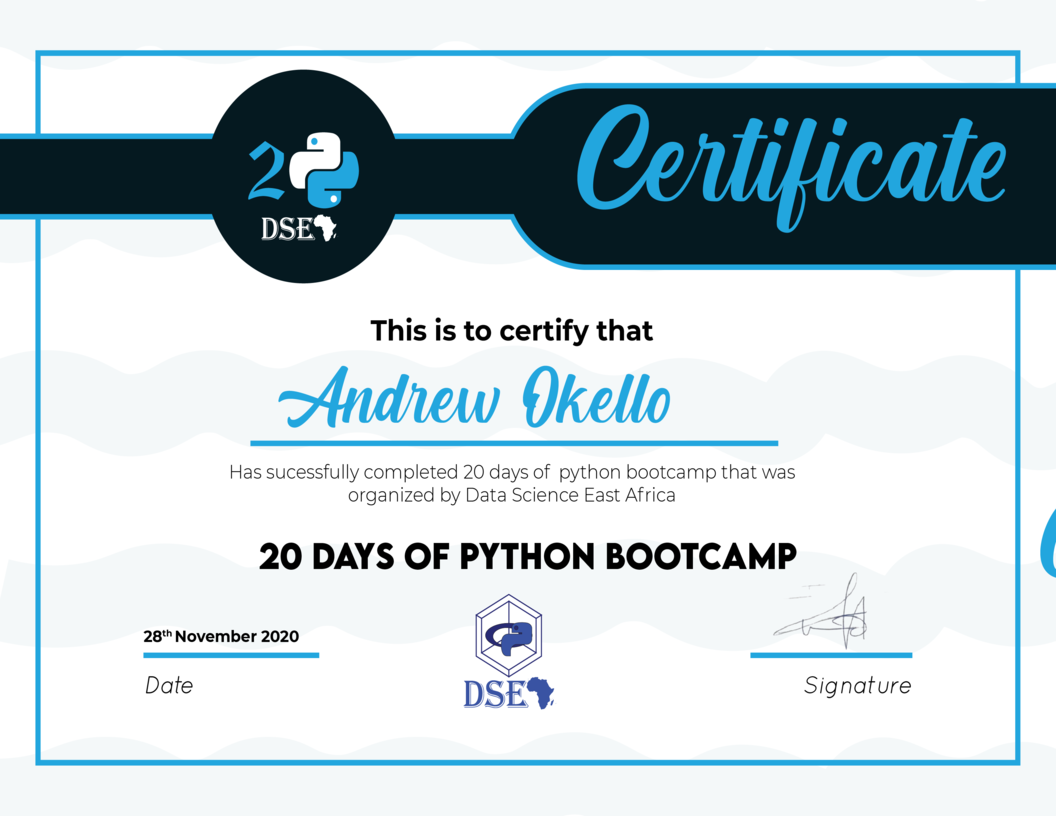 2
DSE
Certificate
This is to certify that
Andrew Okello
Has sucessfully completed 20 days of python bootcamp that was
organized by Data Science East Africa
20 DAYS OF PYTHON BOOTCAMP
28th November 2020
Date
DSE
Signature